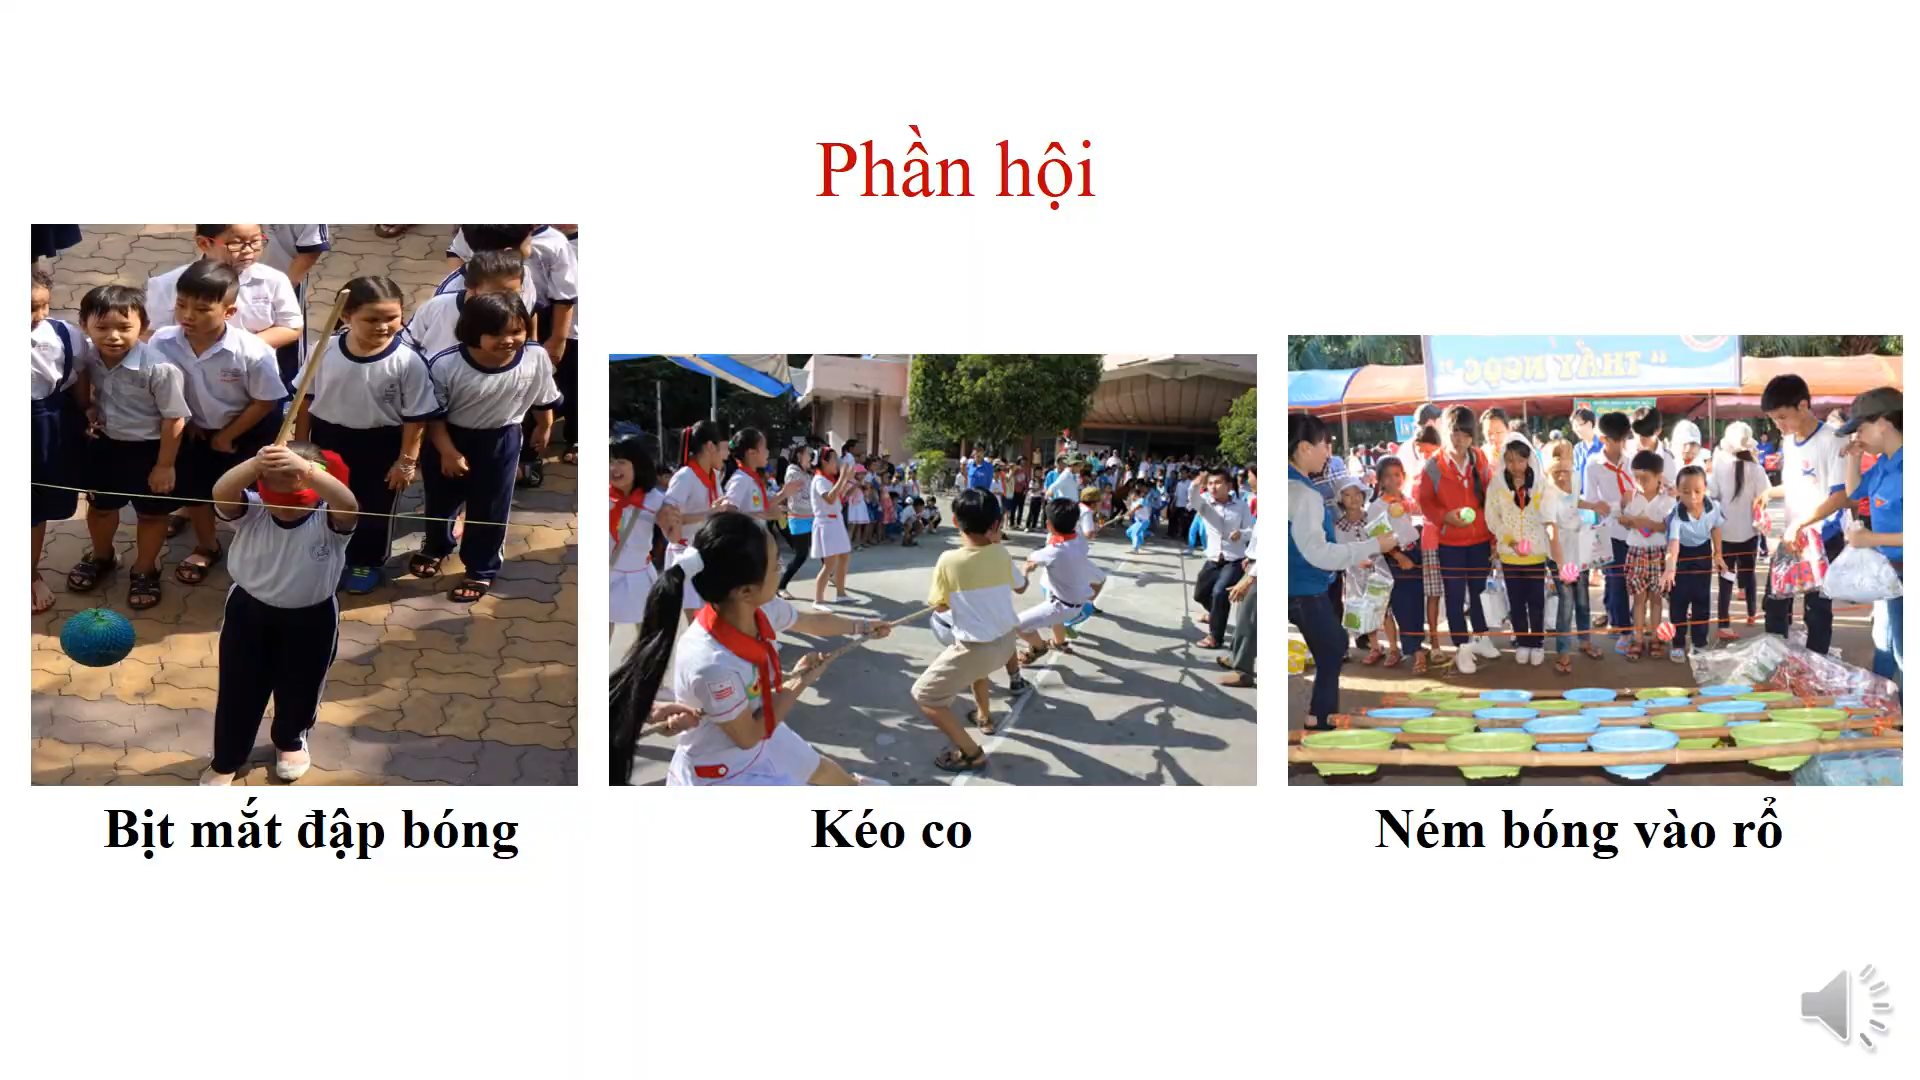 Phần hội
Bịt mắt đập bóng
Kéo co
Ném bóng vào rổ